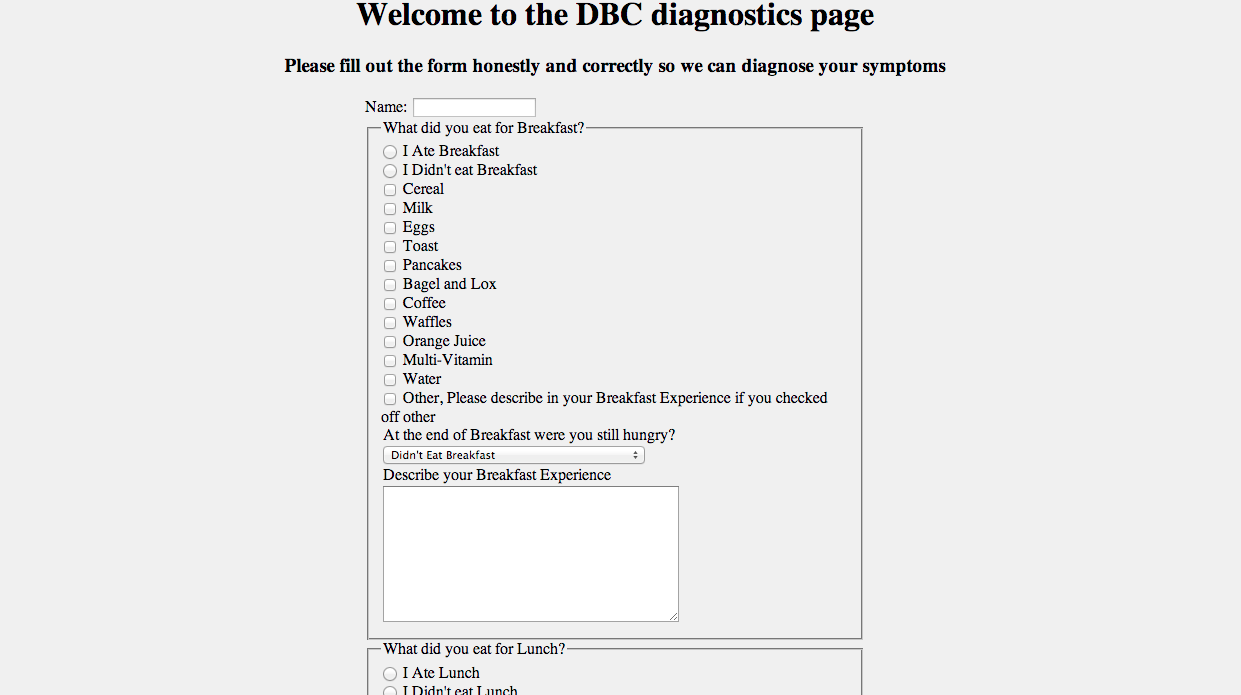 Welcome to the DBC diagnostics page
Please fill out the form honestly and correctly so we can diagnose your symptoms
Name:
What did you eat for Breakfast?
I Ate Breakfast
I Didn't eat Breakfast
Cereal
Milk
Eggs
Toast
Pancakes
Bagel and Lox
Coffee
Waffles
Orange Juice
Multi-Vitamin
Water
Other, Please describe in your Breakfast Experience if you checked
off other
At the end of Breakfast were you still hungry?
Didn't Eat Breakfast
Describe your Breakfast Experience
What did you eat for Lunch?
I Ate Lunch
I Didn't eat Lunch